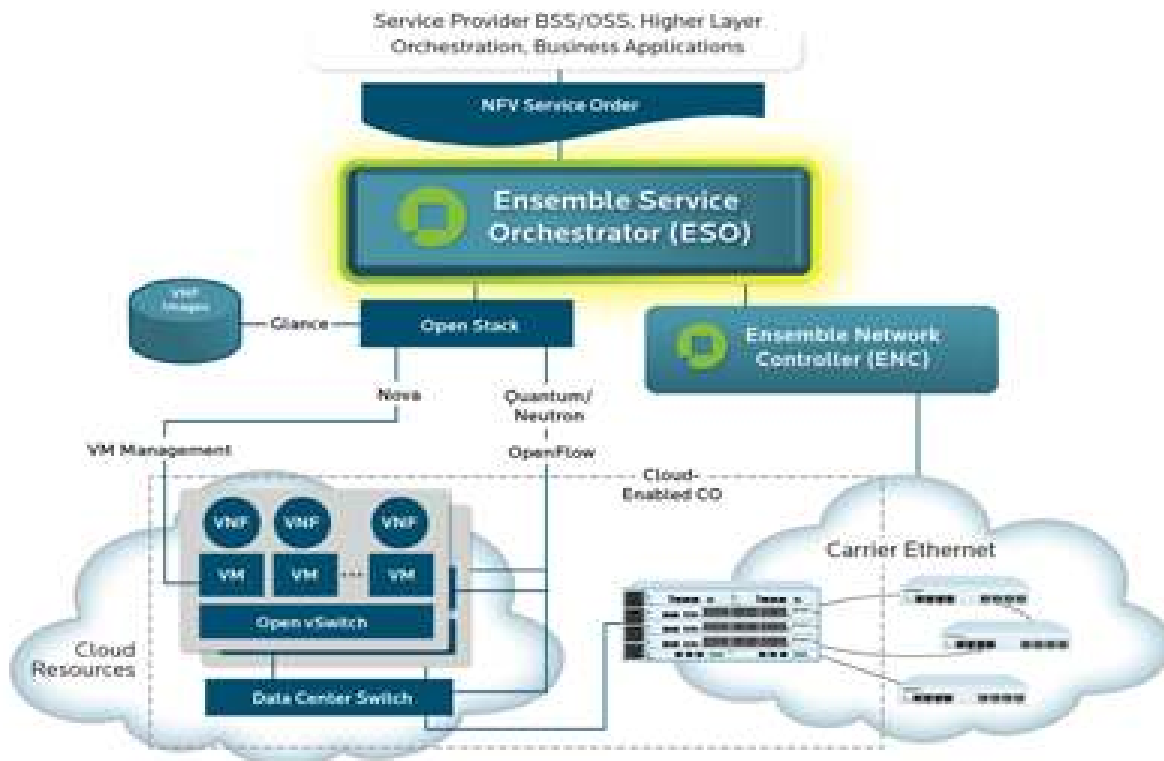 Service Provider BSS/OSS, Higher Layer
Orchestration, Business Applications
NFV Service Order
Ensemble Service
Orchestrator (ESO)
VNF
Images
Glance
Open Stack
Ensemble Network
Controller (ENC)
Nova
Quantum/
Neutron
VM Management
OpenFlow
Cloud-
Enabled CO
VNF
VNF
VNF
Carrier Ethernet
VM
VM
...
VM
Open vSwitch
Cloud
Resources
Data Center Switch